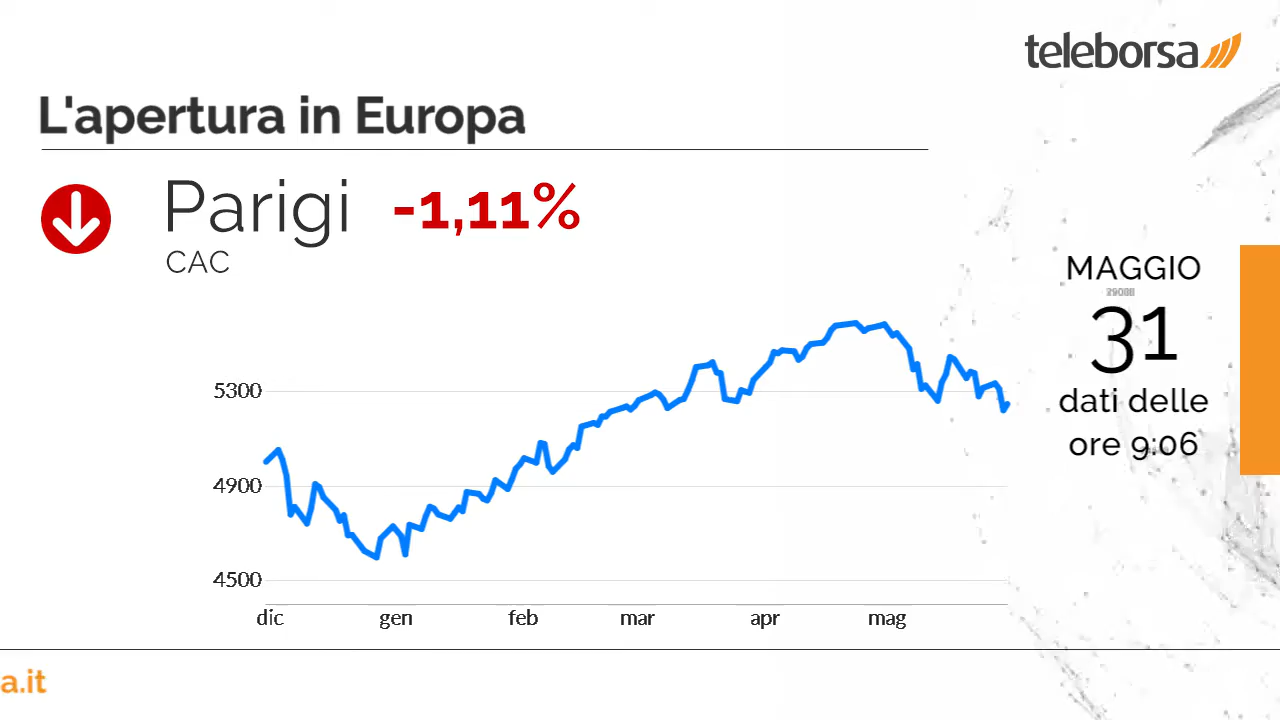 teleborsa
L'apertura in Europa
Parigi -1,11%
CAC
MAGGIO
31
dati delle
ore 9:06
5300
4900
4500
dic gen feb mar apr mag
a.it